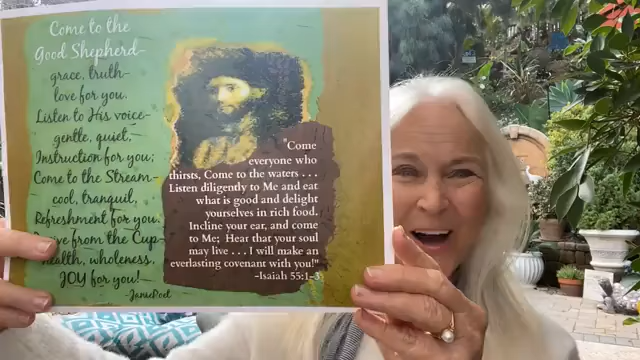 Come to the
Good Shepherd—
grace, truth—
love for you.
Listen to His voice—
gentle, quiet,
Instruction for you;
Come to the Stream—
cool, tranquil,
Refreshment for you.
from the Cup—
wholeness,
JOY for you!—
"Come
everyone who
thirsts, Come to the waters . . .
Listen diligently to Me and eat
what is good and delight
yourselves in rich food.
Incline your ear, and come
to Me; Hear that your soul
may live . . . I will make an
everlasting covenant with you!"
–Isaiah 55:1-3